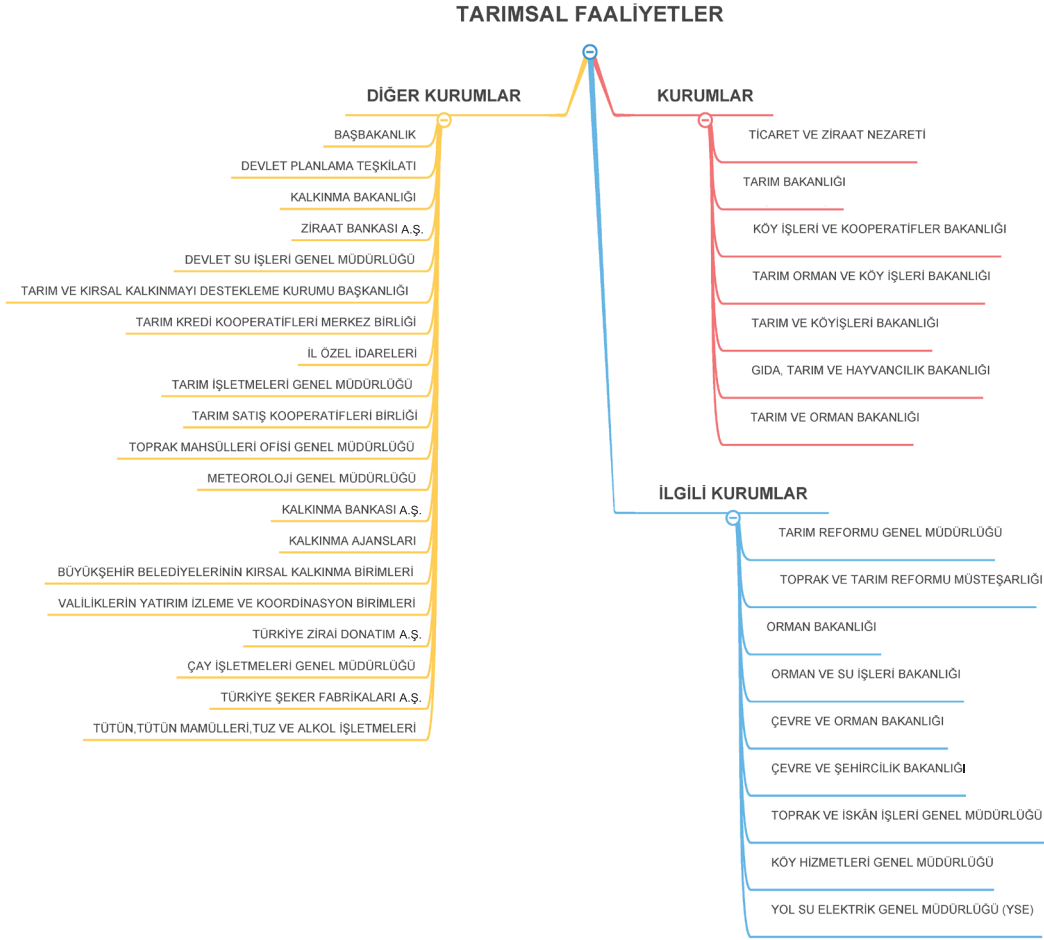 TARIMSAL FAALİYETLER
DİĞER KURUMLAR
BAŞBAKANLIK
DEVLET PLANLAMA TEŞKİLATI
KALKINMA BAKANLIĞI
ZİRAAT BANKASI A.Ş.
DEVLET SU İŞLERİ GENEL MÜDÜRLÜĞÜ
TARIM VE KIRSAL KALKINMAYI DESTEKLEME KURUMU BAŞKANLIĞI
TARIM KREDİ KOOPERATİFLERİ MERKEZ BİRLİĞİ
İL ÖZEL İDARELERİ
TARIM İŞLETMELERİ GENEL MÜDÜRLÜĞÜ
TARIM SATIŞ KOOPERATİFLERİ BİRLİĞİ
TOPRAK MAHSÜLLERİ OFİSİ GENEL MÜDÜRLÜĞÜ
METEOROLOJİ GENEL MÜDÜRLÜĞÜ
KALKINMA BANKASI A.Ş.
KALKINMA AJANSLARI
BÜYÜKŞEHİR BELEDİYELERİNİN KIRSAL KALKINMA BİRİMLERİ
VALİLİKLERİN YATIRIM İZLEME VE KOORDİNASYON BİRİMLERİ
TÜRKİYE ZİRAİ DONATIM A.Ş.
ÇAY İŞLETMELERİ GENEL MÜDÜRLÜĞÜ
TÜRKİYE ŞEKER FABRİKALARI A.Ş.
TÜTÜN,TÜTÜN MAMÜLLERİ,TUZ VE ALKOL İŞLETMELERİ
KURUMLAR
TİCARET VE ZİRAAT NEZARETİ
TARIM BAKANLIĞI
KÖY İŞLERİ VE KOOPERATİFLER BAKANLIĞI
TARIM ORMAN VE KÖY İŞLERİ BAKANLIĞI
TARIM VE KÖYİŞLERİ BAKANLIĞI
GIDA, TARIM VE HAYVANCILIK BAKANLIĞI
TARIM VE ORMAN BAKANLIĞI
İLGİLİ KURUMLAR
TARIM REFORMU GENEL MÜDÜRLÜĞÜ
TOPRAK VE TARIM REFORMU MÜSTEŞARLIĞI
ORMAN BAKANLIĞI
ORMAN VE SU İŞLERİ BAKANLIĞI
ÇEVRE VE ORMAN BAKANLIĞI
ÇEVRE VE ŞEHİRCİLİK BAKANLIĞI
TOPRAK VE İSKÂN İŞLERİ GENEL MÜDÜRLÜĞÜ
KÖY HİZMETLERİ GENEL MÜDÜRLÜĞÜ
YOL SU ELEKTRİK GENEL MÜDÜRLÜĞÜ (YSE)